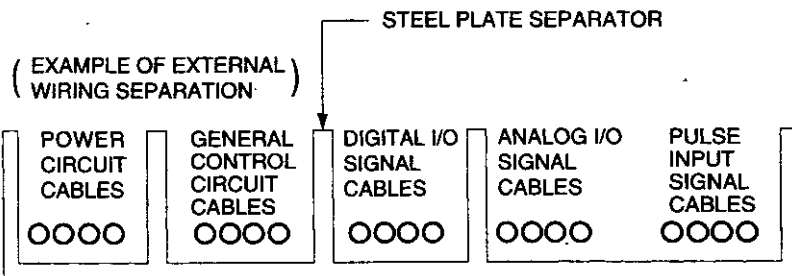 STEEL PLATE SEPARATOR
( EXAMPLE OF EXTERNAL
WIRING SEPARATION )
POWER
CIRCUIT
CABLES
GENERAL
CONTROL
CIRCUIT
CABLES
DIGITAL I/O
SIGNAL
CABLES
ANALOG I/O
SIGNAL
CABLES
PULSE
INPUT
SIGNAL
CABLES